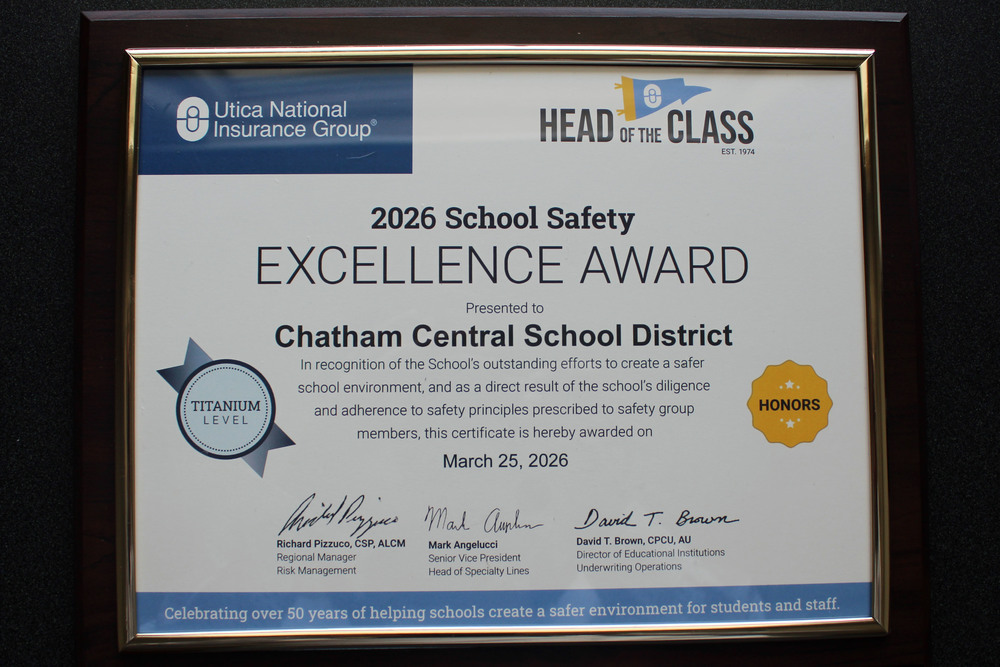 Utica National
Insurance Group®
HEAD OF THE CLASS
EST. 1974
2026 School Safety
EXCELLENCE AWARD
Presented to
Chatham Central School District
In recognition of the School's outstanding efforts to create a safer
school environment, and as a direct result of the school's diligence
and adherence to safety principles prescribed to safety group
members, this certificate is hereby awarded on
March 25, 2026
TITANIUM
LEVEL
HONORS
Richard Pizzuco, CSP, ALCM
Regional Manager
Risk Management
Mark Angelucci
Senior Vice President
Head of Specialty Lines
David T. Brown
David T. Brown, CPCU, AU
Director of Educational Institutions
Underwriting Operations
Celebrating over 50 years of helping schools create a safer environment for students and staff.